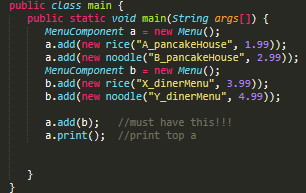 public class main {
public static void main(String args[]) {
MenuComponent a = new Menu();
a.add(new rice("A_pancakeHouse", 1.99));
a.add(new noodle("B_pakeHouse", 2.99));
MenuComponent b = new Menu();
b.add(new rice("X_dinerMenu", 3.99));
b.add(new noodle("Y_dinerMenu", 4.99));
a.add(b); //must have this!!!
a.print(); //print top a
}
}